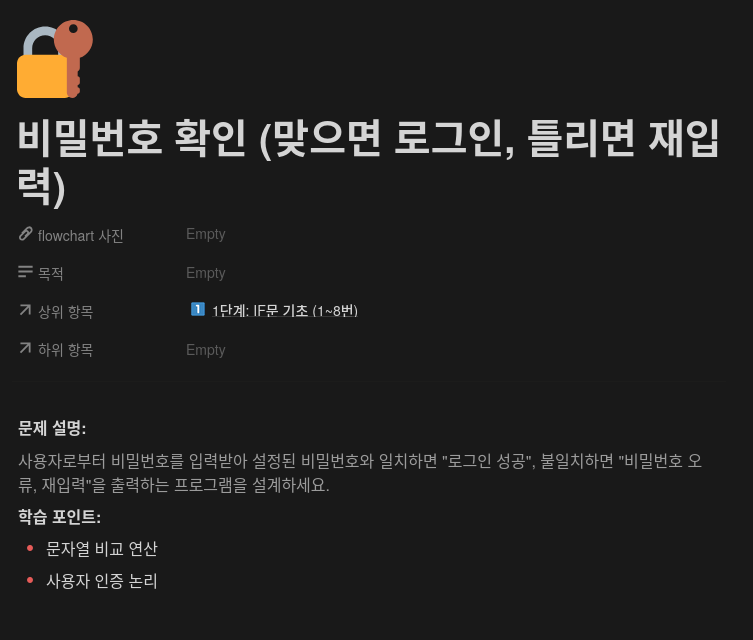 비밀번호 확인 (맞으면 로그인, 틀리면 재입
력)
flowchart 사진 Empty
목적 Empty
상위 항목 1 1단계: IF문 기초 (1~8번)
하위 항목 Empty
문제 설명:
사용자로부터 비밀번호를 입력받아 설정된 비밀번호와 일치하면 "로그인 성공", 불일치하면 "비밀번호 오
류, 재입력"을 출력하는 프로그램을 설계하세요.
학습 포인트:
문자열 비교 연산
사용자 인증 논리